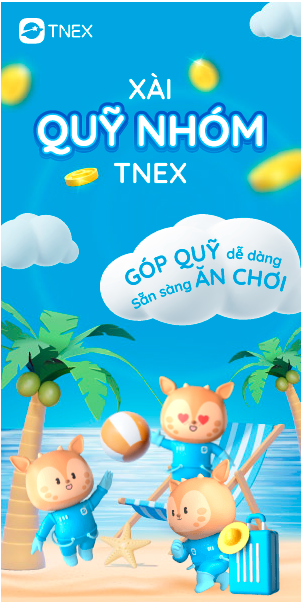 TNEX
XÀI
QUỸ NHÓM
TNEX
GÓP QUỸ dễ dàng
Sẵn sàng ĂN CHƠI